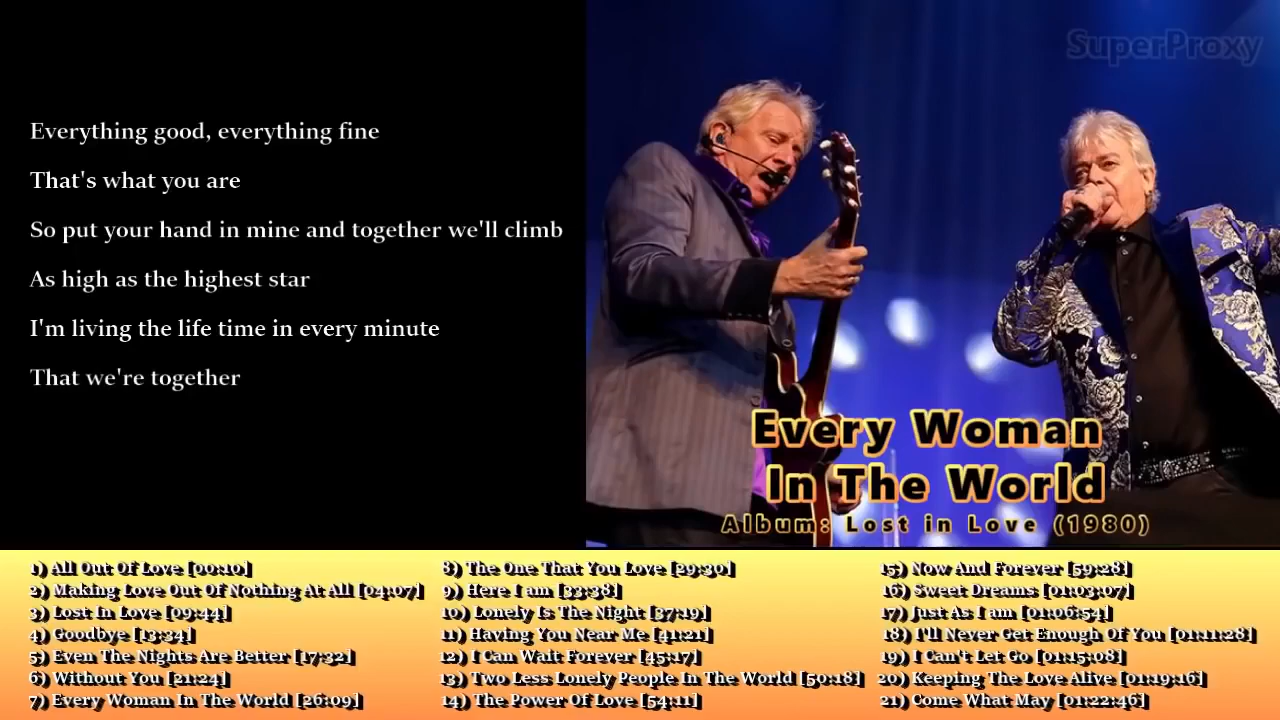 SuperProxy
Everything good, everything fine
That's what you are
So put your hand in mine and together we'll climb
As high as the highest star
I'm living the life time in every minute
That we're together
Every Woman
In The World
Album: Lost in Love (1980)
1) All Out Of Love [00:10]
2) Making Love Out Of Nothing At All [04:07]
3) Lost In Love [09:44]
4) Goodbye [13:34]
5) Even The Nights Are Better [17:32]
6) Without You [21:24]
7) Every Woman In The World [26:09]
8) The One That You Love [29:30]
9) Here I am [33:38]
10) Lonely Is The Night [37:19]
11) Having You Near Me [41:21]
12) I Can Wait Forever [45:17]
13) Two Less Lonely People In The World [50:18]
14) The Power Of Love [54:11]
15) Now And Forever [59:28]
16) Sweet Dreams [01:03:07]
17) Just As I am [01:06:54]
18) I'll Never Get Enough Of You [01:11:28]
19) I Can't Let Go [01:15:08]
20) Keeping The Love Alive [01:19:16]
21) Come What May [01:22:46]